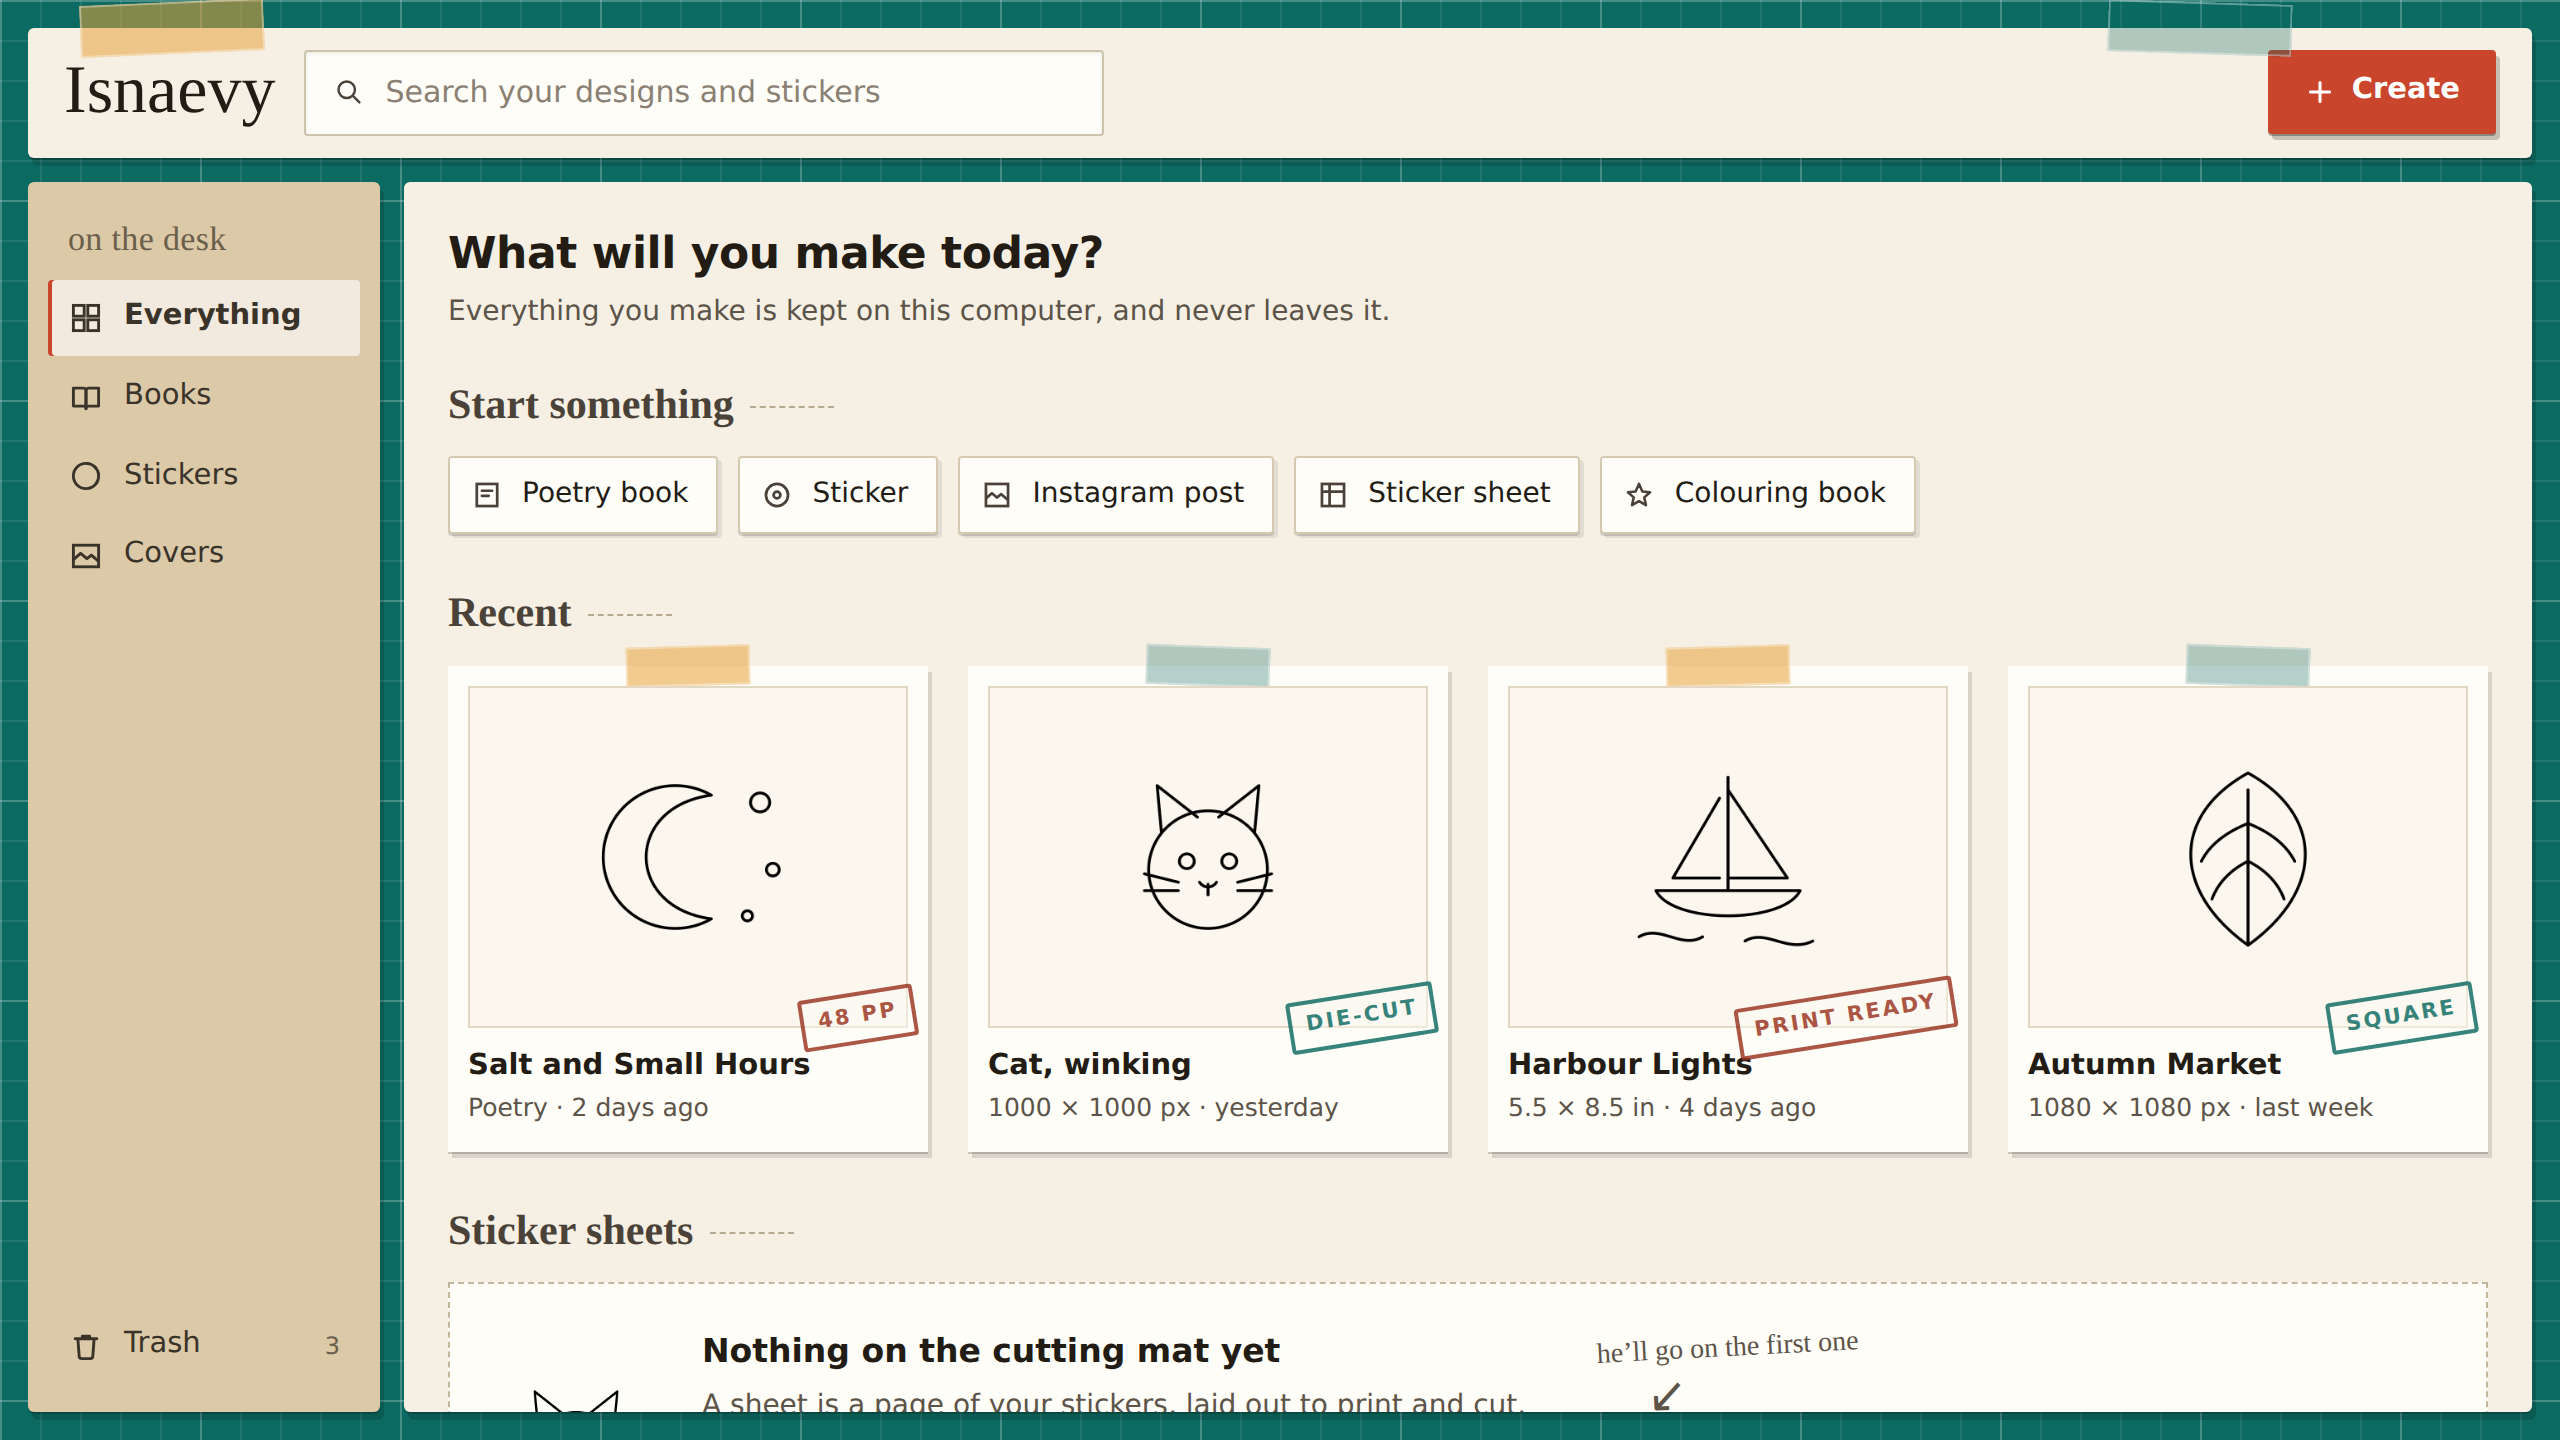 Isnaevy
Search your designs and stickers
Create
on the desk
Everything
Books
Stickers
Covers
Trash 3
What will you make today?
Everything you make is kept on this computer, and never leaves it.
Start something
Poetry book
Sticker
Instagram post
Sticker sheet
Colouring book
Recent
48 PP
Salt and Small Hours
Poetry · 2 days ago
DIE-CUT
Cat, winking
1000 × 1000 px · yesterday
PRINT READY
Harbour Lights
5.5 × 8.5 in · 4 days ago
SQUARE
Autumn Market
1080 × 1080 px · last week
Sticker sheets
Nothing on the cutting mat yet
he’ll go on the first one
A sheet is a page of your stickers, laid out to print and cut.